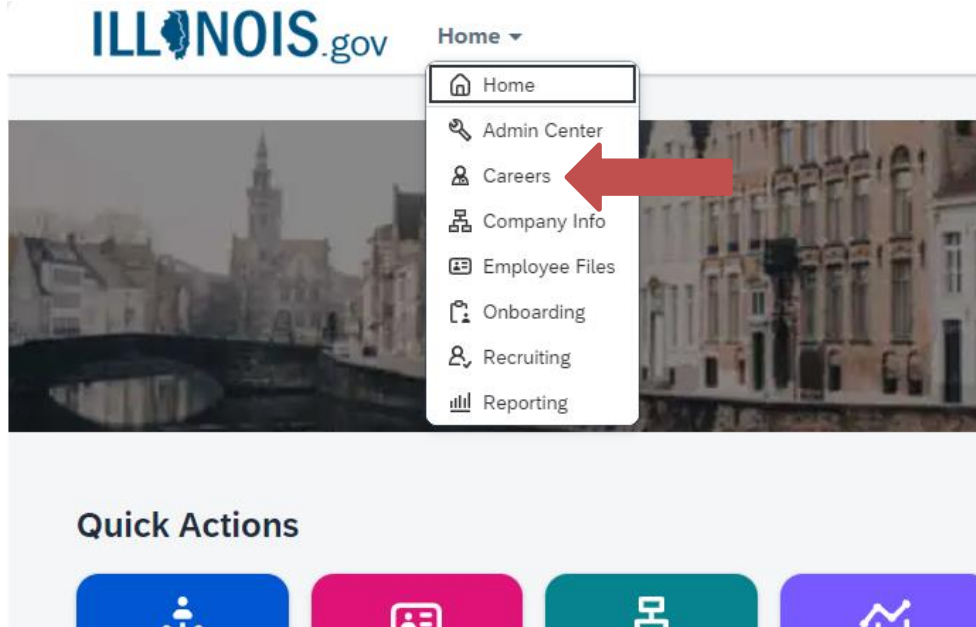 ILLINOIS.gov
Home
Home
Admin Center
Careers
Company Info
Employee Files
Onboarding
Recruiting
Reporting
Quick Actions